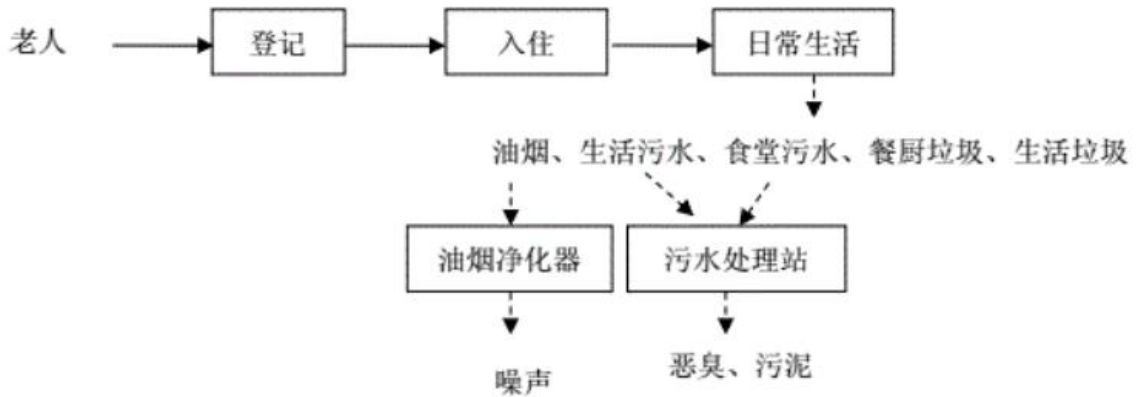 老人 登记 入住 日常生活
油烟、生活污水、食堂污水、餐厨垃圾、生活垃圾
油烟净化器 污水处理站
噪声 恶臭、污泥